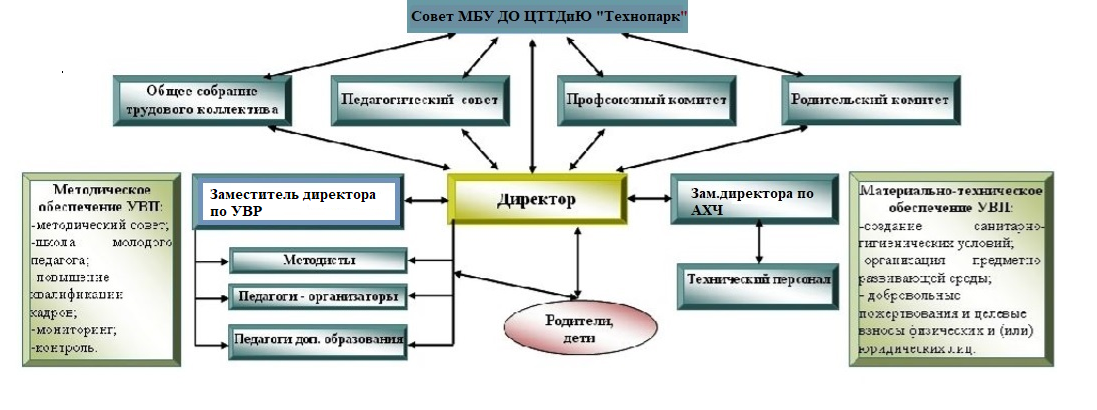 Совет МБУ ДО ЦТТДиЮ "Технопарк"
Общее собрание
трудового коллектива
Педагогический совет
Профсоюзный комитет
Родительский комитет
Методическое
обеспечение УВП:
-методический совет;
-школа молодого
педагога;
-повышение
квалификации
кадров;
-мониторинг;
-контроль.
Заместитель директора
по УВР
Директор
Зам.директора по
АХЧ
Материально-техническое
обеспечение УВП:
-создание санитарно-
гигиенических условий;
-организация предметно
развивающей среды;
- добровольные
пожертвования и целевые
взносы физических и (или)
юридических лиц.
Методисты
Педагоги - организаторы
Педагоги доп. образования
Родители,
дети
Технический персонал